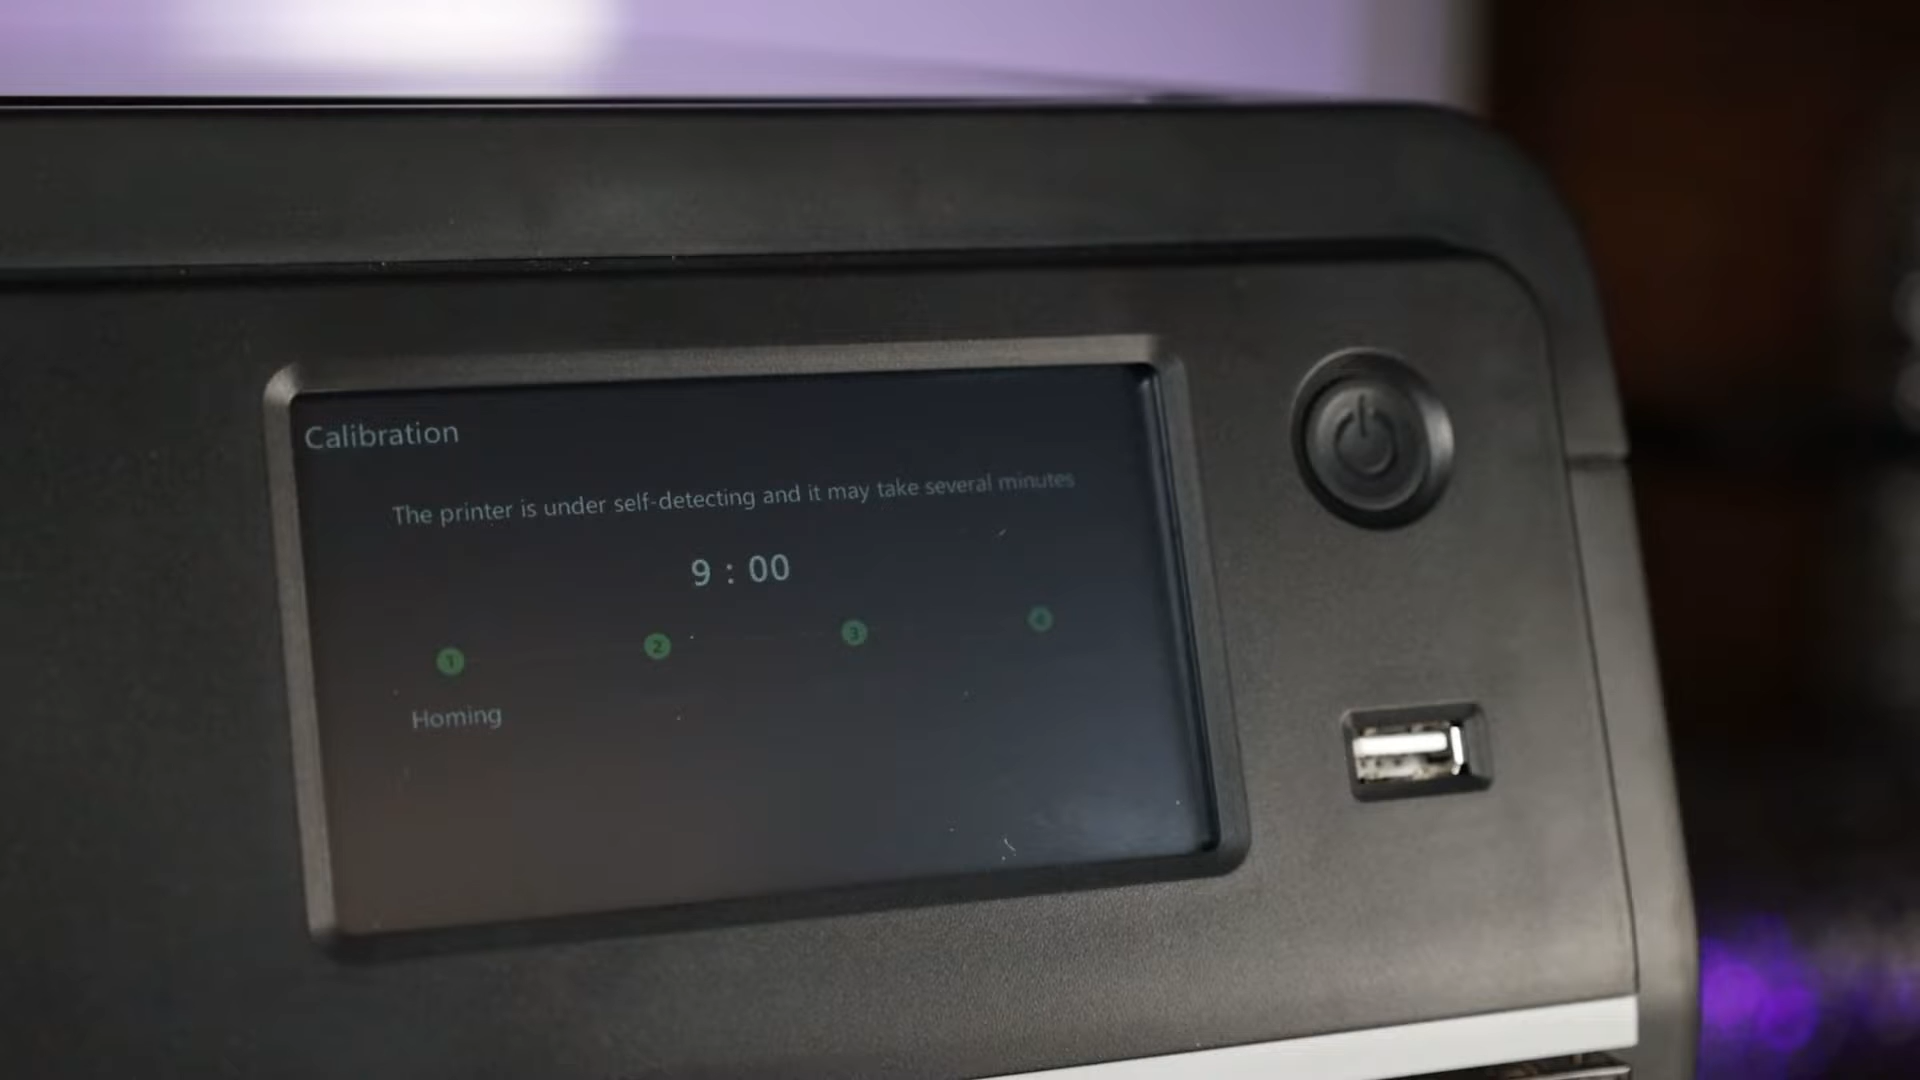 Calibration
The printer is under self-detecting and it may take several minutes
9 : 00
1 2 3 4
Homing